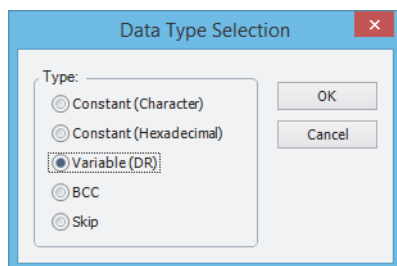 Data Type Selection
Type:
Constant (Character)
Constant (Hexadecimal)
Variable (DR)
BCC
Skip
OK
Cancel